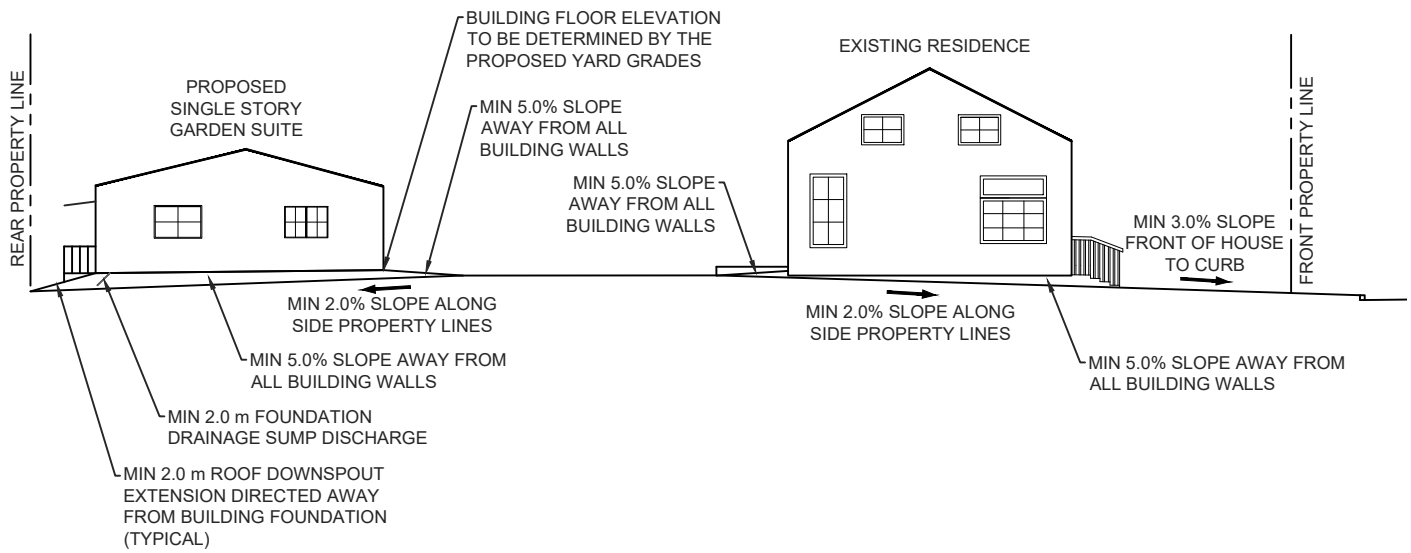 BUILDING FLOOR ELEVATION
TO BE DETERMINED BY THE
PROPOSED YARD GRADES
EXISTING RESIDENCE
REAR PROPERTY LINE
PROPOSED
SINGLE STORY
GARDEN SUITE
MIN 5.0% SLOPE
AWAY FROM ALL
BUILDING WALLS
MIN 5.0% SLOPE
AWAY FROM ALL
BUILDING WALLS
MIN 3.0% SLOPE
FRONT OF HOUSE
TO CURB
FRONT PROPERTY LINE
MIN 2.0% SLOPE ALONG
SIDE PROPERTY LINES
MIN 2.0% SLOPE ALONG
SIDE PROPERTY LINES
MIN 5.0% SLOPE AWAY FROM
ALL BUILDING WALLS
MIN 5.0% SLOPE AWAY FROM
ALL BUILDING WALLS
MIN 2.0 m FOUNDATION
DRAINAGE SUMP DISCHARGE
MIN 2.0 m ROOF DOWNSPOUT
EXTENSION DIRECTED AWAY
FROM BUILDING FOUNDATION
(TYPICAL)